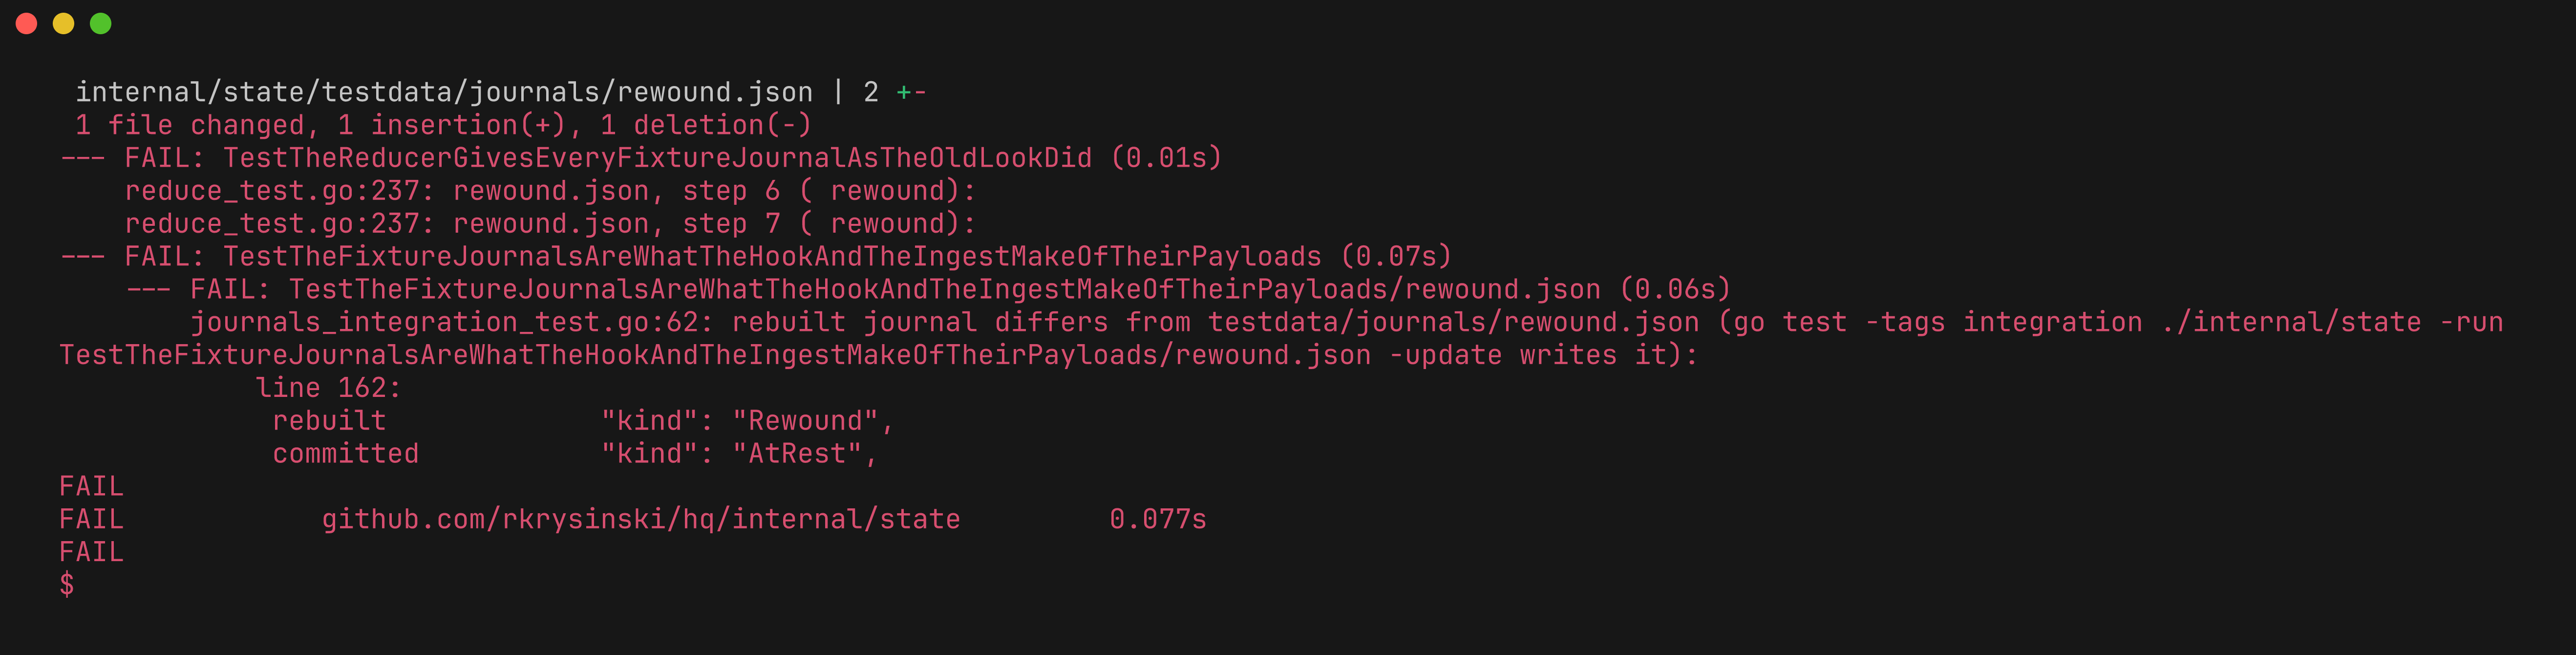 internal/state/testdata/journals/rewound.json | 2 +-
1 file changed, 1 insertion(+), 1 deletion(-)
--- FAIL: TestTheReducerGivesEveryFixtureJournalAsTheOldLookDid (0.01s)
reduce_test.go:237: rewound.json, step 6 ( rewound):
reduce_test.go:237: rewound.json, step 7 ( rewound):
--- FAIL: TestTheFixtureJournalsAreWhatTheHookAndTheIngestMakeOfTheirPayloads (0.07s)
--- FAIL: TestTheFixtureJournalsAreWhatTheHookAndTheIngestMakeOfTheirPayloads/rewound.json (0.06s)
journals_integration_test.go:62: rebuilt journal differs from testdata/journals/rewound.json (go test -tags integration ./internal/state -run
TestTheFixtureJournalsAreWhatTheHookAndTheIngestMakeOfTheirPayloads/rewound.json -update writes it):
line 162:
rebuilt "kind": "Rewound",
committed "kind": "AtRest",
FAIL
FAIL github.com/rkrysinski/hq/internal/state 0.077s
FAIL
$